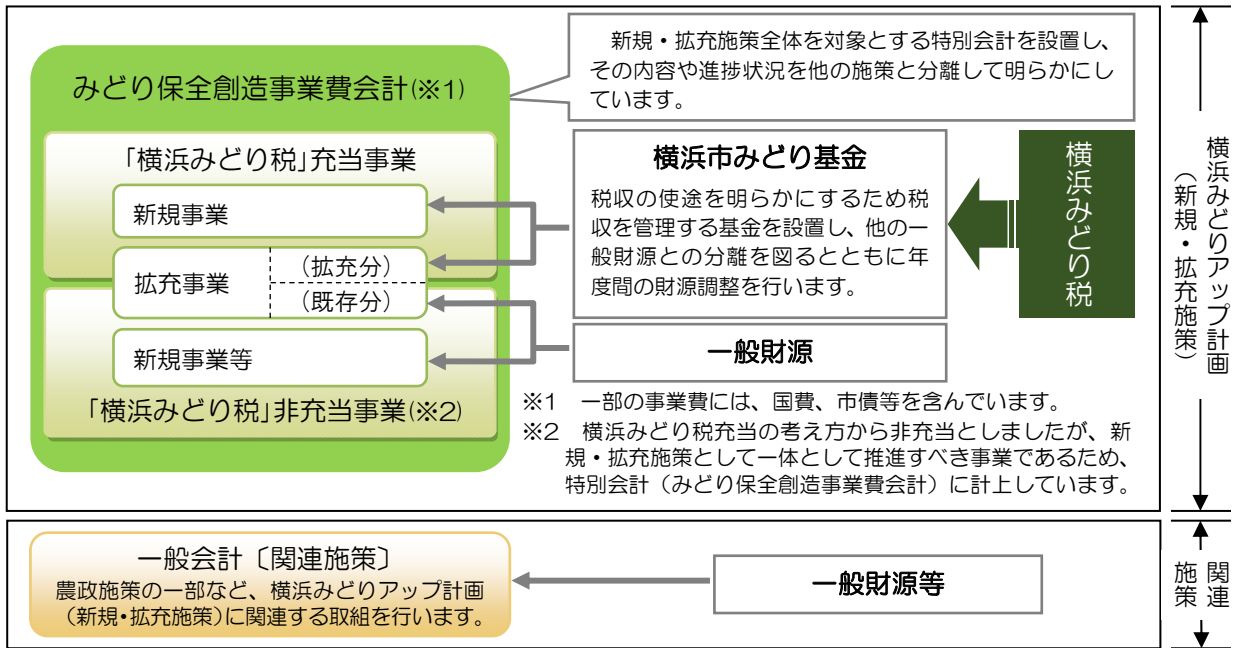 新規・拡充施策全体を対象とする特別会計を設置し、
その内容や進捗状況を他の施策と分離して明らかにし
ています。
みどり保全創造事業費会計(※1)
「横浜みどり税」充当事業
新規事業
拡充事業
（拡充分）
（既存分）
新規事業等
「横浜みどり税」非充当事業(※2)
横浜市みどり基金
税収の使途を明らかにするため税
収を管理する基金を設置し、他の一
般財源との分離を図るとともに年
度間の財源調整を行います。
一般財源
横浜みどり税
※1　一部の事業費には、国費、市債等を含んでいます。
※2　横浜みどり税充当の考え方から非充当としましたが、新
規・拡充施策として一体として推進すべき事業であるため、
特別会計（みどり保全創造事業費会計）に計上しています。
横浜みどりアップ計画
（新規・拡充施策）
一般会計〔関連施策〕
農政施策の一部など、横浜みどりアップ計画
（新規・拡充施策）に関連する取組を行います。
一般財源等
関連
施策